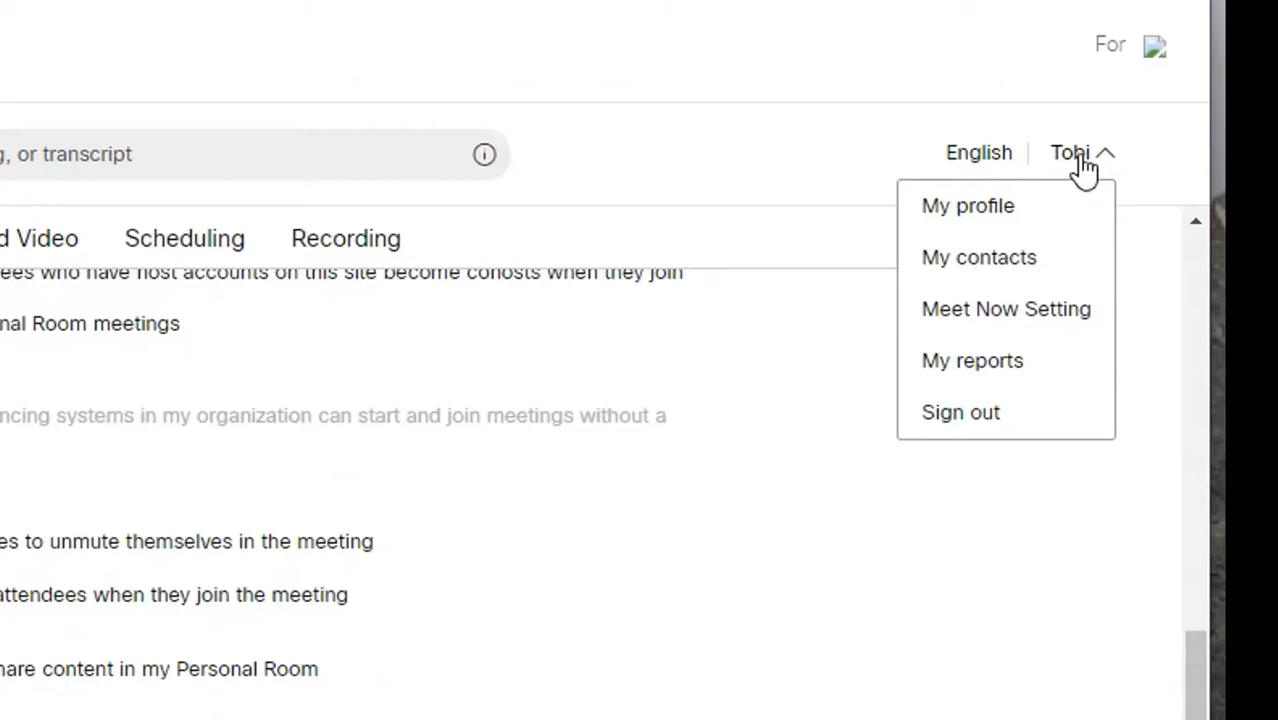 For
g, or transcript
English
Tobi
d Video
Scheduling
Recording
ees who have host accounts on this site become cohosts when they join
nal Room meetings
ncing systems in my organization can start and join meetings without a
es to unmute themselves in the meeting
attendees when they join the meeting
hare content in my Personal Room
My profile
My contacts
Meet Now Setting
My reports
Sign out